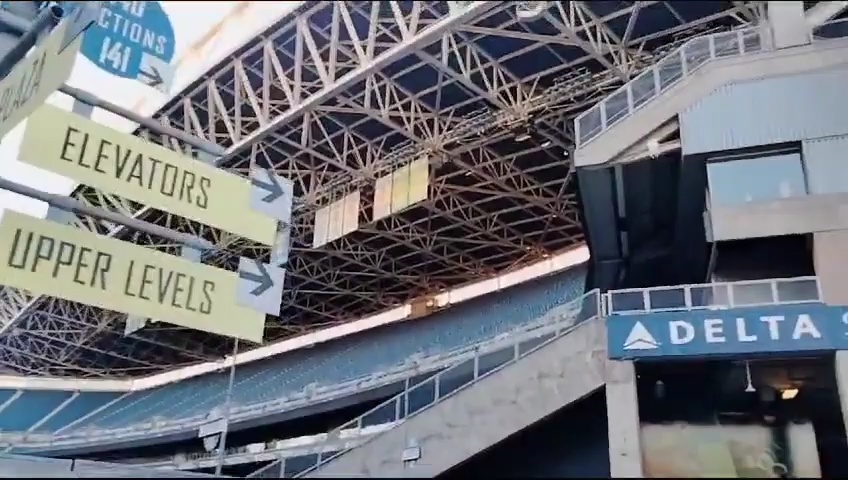 CTIONS
141
PLAZA
ELEVATORS
UPPER LEVELS
DELTA